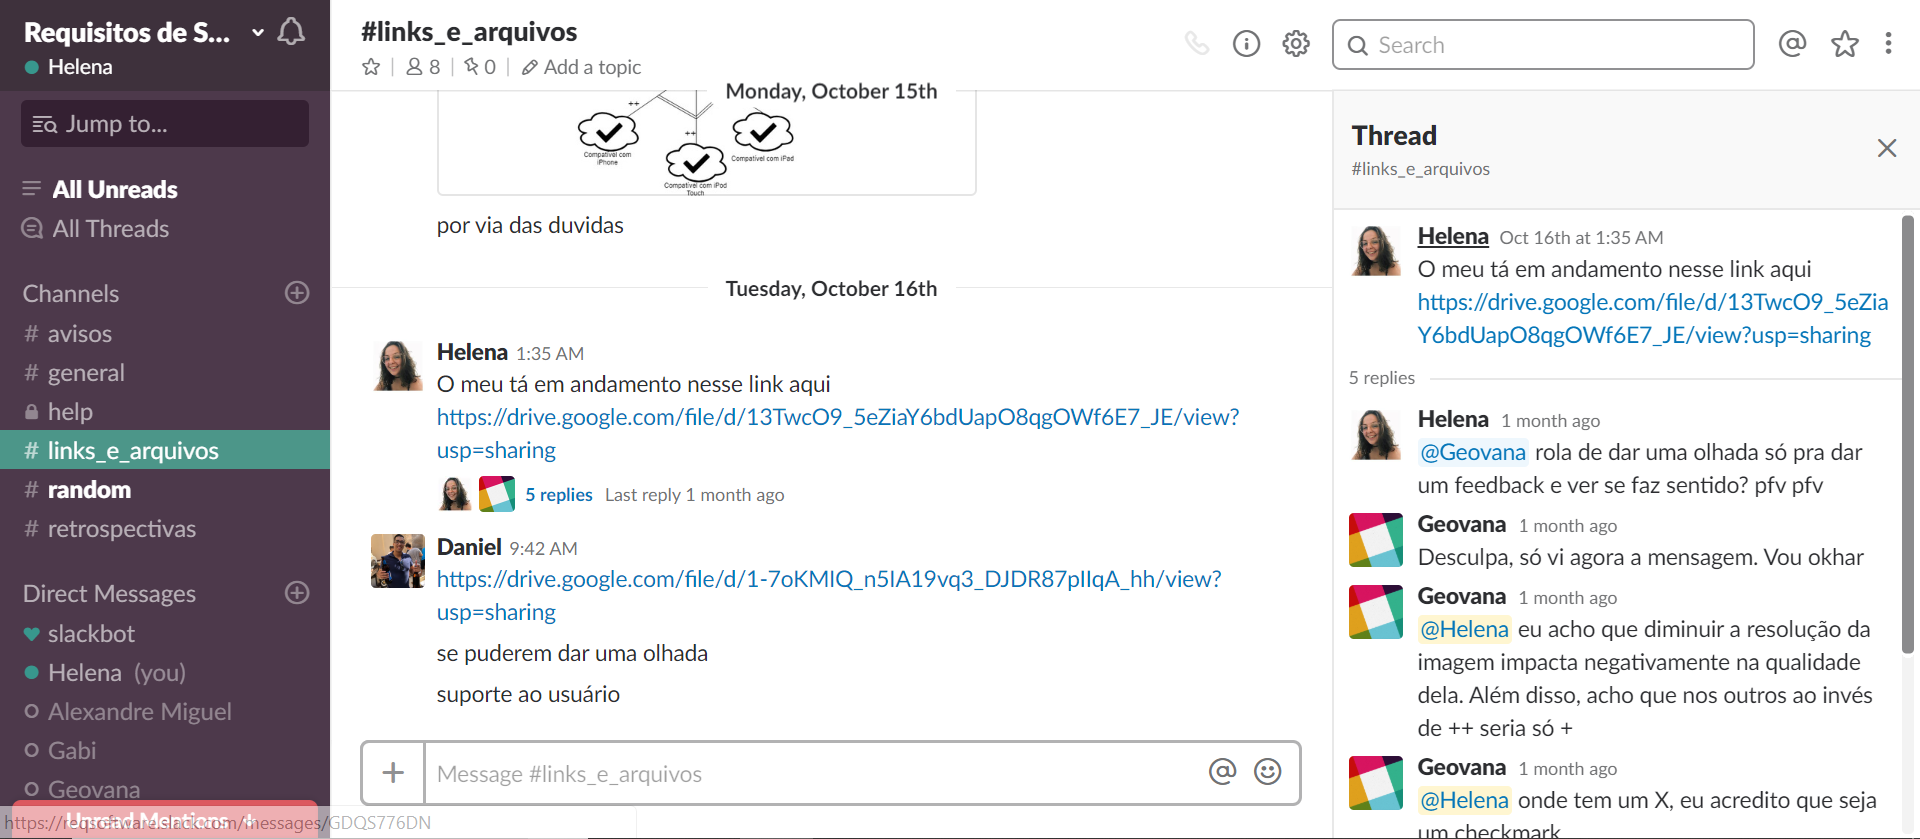 Requisitos de S...
Helena
Jump to...
All Unreads
All Threads
Channels
# avisos
# general
help
# links_e_arquivos
# random
# retrospectivas
Direct Messages
slackbot
Helena (you)
Alexandre Miguel
Gabi
Geovana
Unread Mentions
https://reqsoftware.slack.com/messages/GDQS776DN
#links_e_arquivos
8
0
Add a topic
Search
Monday, October 15th
++
++
Compativel com
iPhone
Compativel com iPad
Compativel com iPod
Touch
por via das duvidas
Tuesday, October 16th
Helena 1:35 AM
O meu tá em andamento nesse link aqui
https://drive.google.com/file/d/13TwcO9_5eZiaY6bdUapO8qgOWf6E7_JE/view?
usp=sharing
5 replies Last reply 1 month ago
Daniel 9:42 AM
https://drive.google.com/file/d/1-7oKMIQ_n5IA19vq3_DJDR87pIIqA_hh/view?
usp=sharing
se puderem dar uma olhada
suporte ao usuário
Message #links_e_arquivos
Thread
#links_e_arquivos
Helena Oct 16th at 1:35 AM
O meu tá em andamento nesse link aqui
https://drive.google.com/file/d/13TwcO9_5eZia
Y6bdUapO8qgOWf6E7_JE/view?usp=sharing
5 replies
Helena 1 month ago
@Geovana rola de dar uma olhada só pra dar
um feedback e ver se faz sentido? pfv pfv
Geovana 1 month ago
Desculpa, só vi agora a mensagem. Vou okhar
Geovana 1 month ago
@Helena eu acho que diminuir a resolução da
imagem impacta negativamente na qualidade
dela. Além disso, acho que nos outros ao invés
de ++ seria só +
Geovana 1 month ago
@Helena onde tem um X, eu acredito que seja
um checkmark